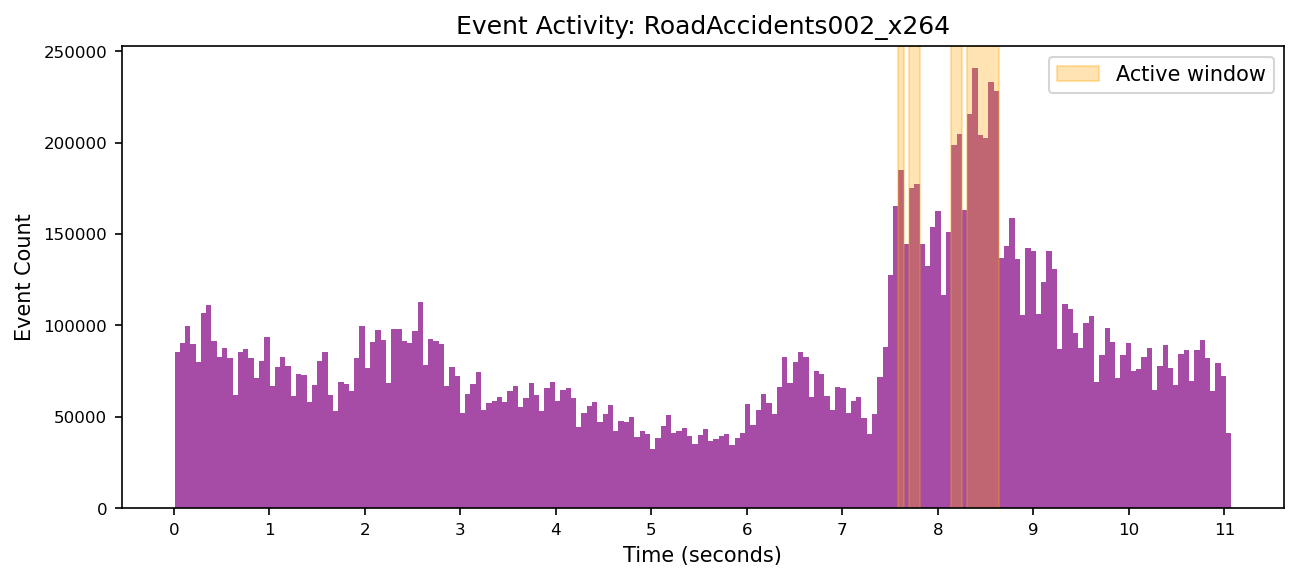 Event Activity: RoadAccidents002_x264
Active window
Event Count
250000
200000
150000
100000
50000
0
0 1 2 3 4 5 6 7 8 9 10 11
Time (seconds)